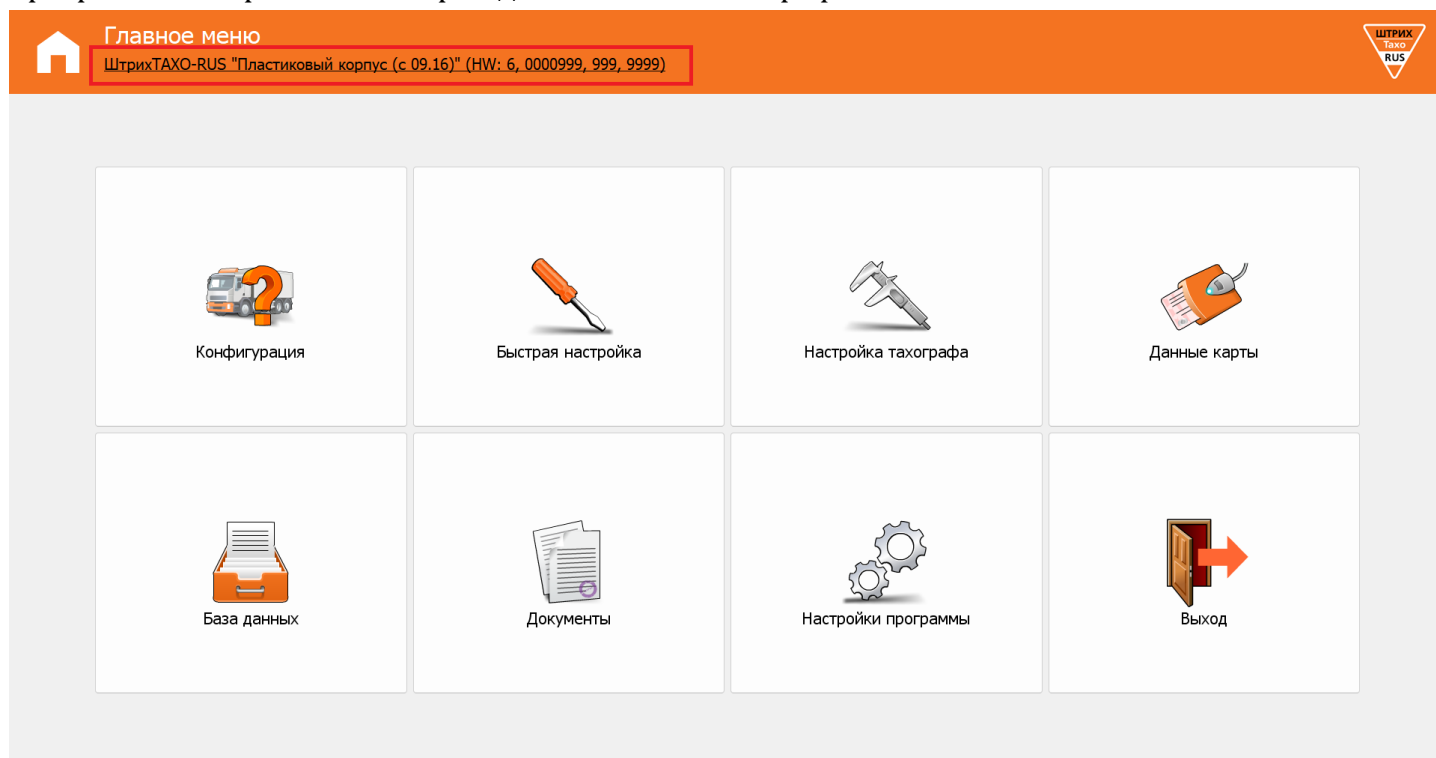 Главное меню
ШтрихТАХО-RUS "Пластиковый корпус (с 09.16)" (HW: 6, 0000999, 999, 9999)
ШТРИХ
Тахо
RUS
Конфигурация
Быстрая настройка
Настройка тахографа
Данные карты
База данных
Документы
Настройки программы
Выход